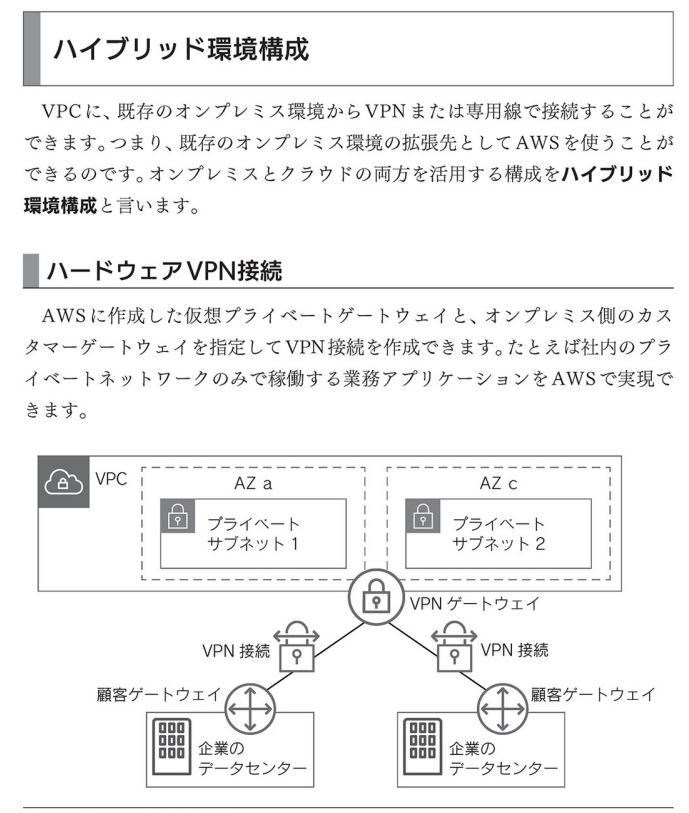 ハイブリッド環境構成
VPCに、既存のオンプレミス環境からVPNまたは専用線で接続することが
できます。つまり、既存のオンプレミス環境の拡張先としてAWSを使うことが
できるのです。オンプレミスとクラウドの両方を活用する構成をハイブリッド
環境構成と言います。
ハードウェアVPN接続
AWSに作成した仮想プライベートゲートウェイと、オンプレミス側のカス
タマーゲートウェイを指定してVPN接続を作成できます。たとえば社内のプラ
イベートネットワークのみで稼働する業務アプリケーションをAWSで実現で
きます。
VPC
AZ a
プライベート
サブネット 1
AZ c
プライベート
サブネット 2
VPN ゲートウェイ
VPN 接続
VPN 接続
顧客ゲートウェイ
顧客ゲートウェイ
企業の
データセンター
企業の
データセンター